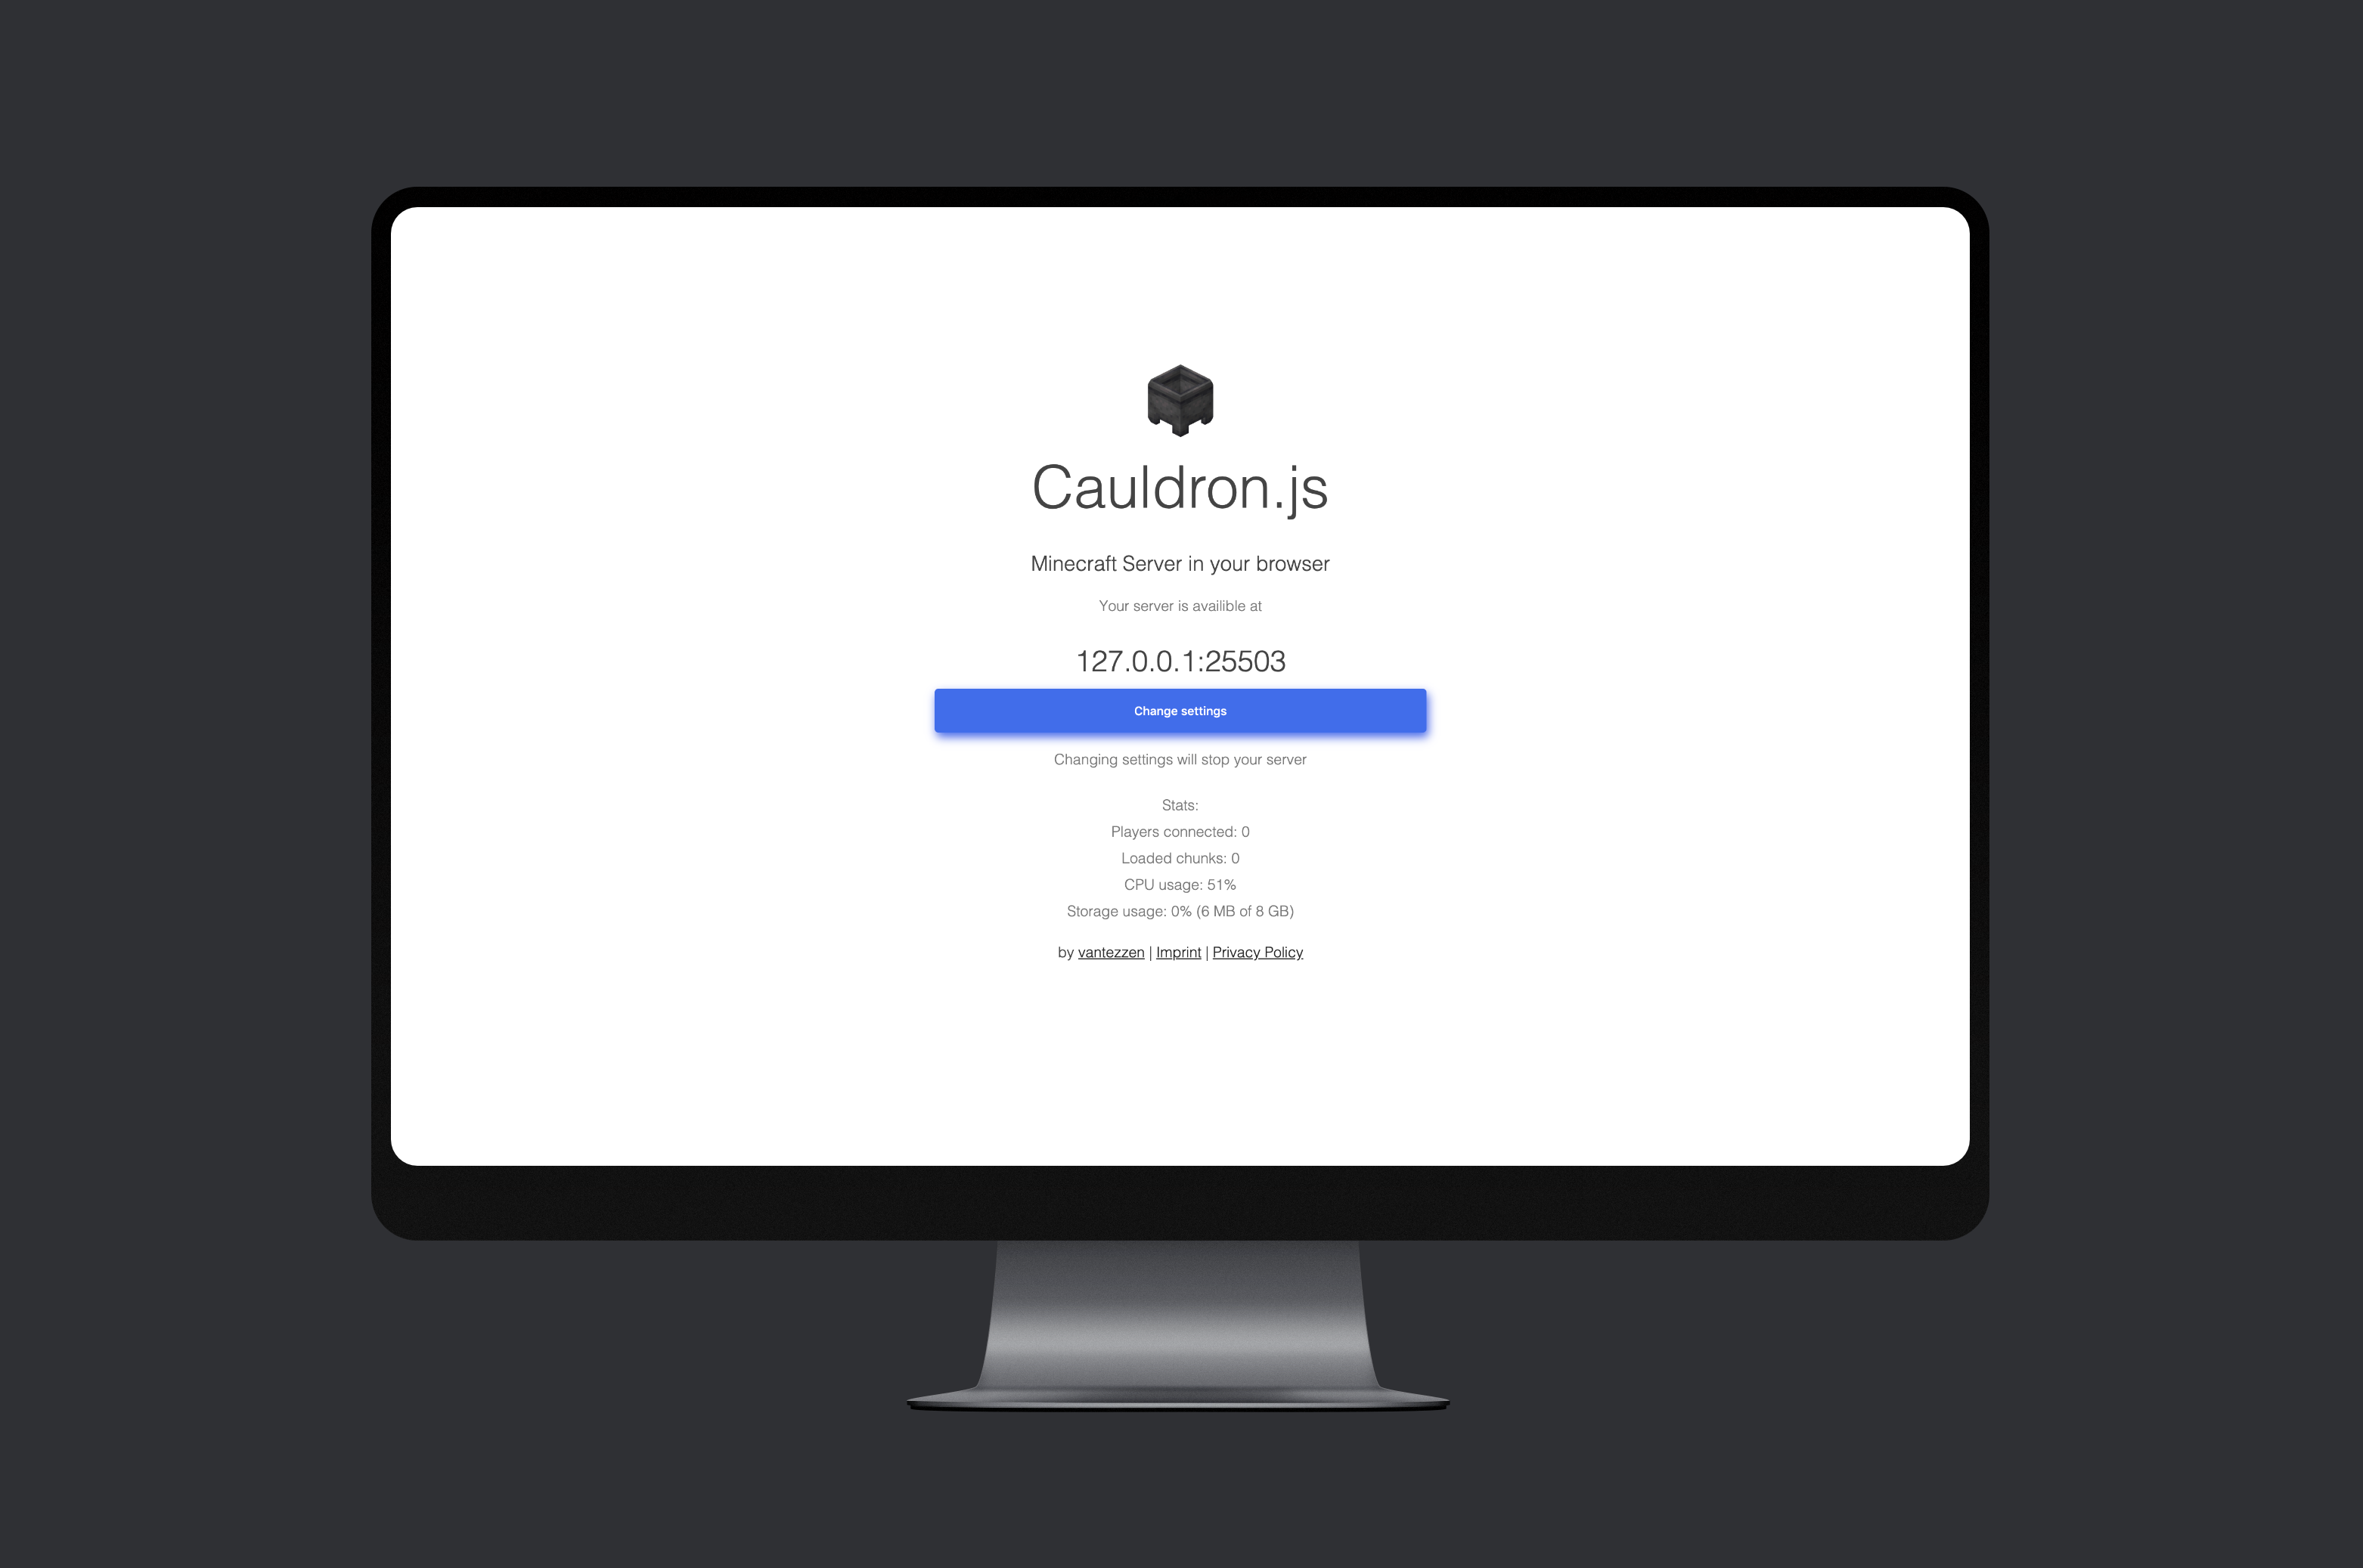 Cauldron.js
Minecraft Server in your browser
Your server is availible at
127.0.0.1:25503
Change settings
Changing settings will stop your server
Stats:
Players connected: 0
Loaded chunks: 0
CPU usage: 51%
Storage usage: 0% (6 MB of 8 GB)
by vantezzen | Imprint | Privacy Policy